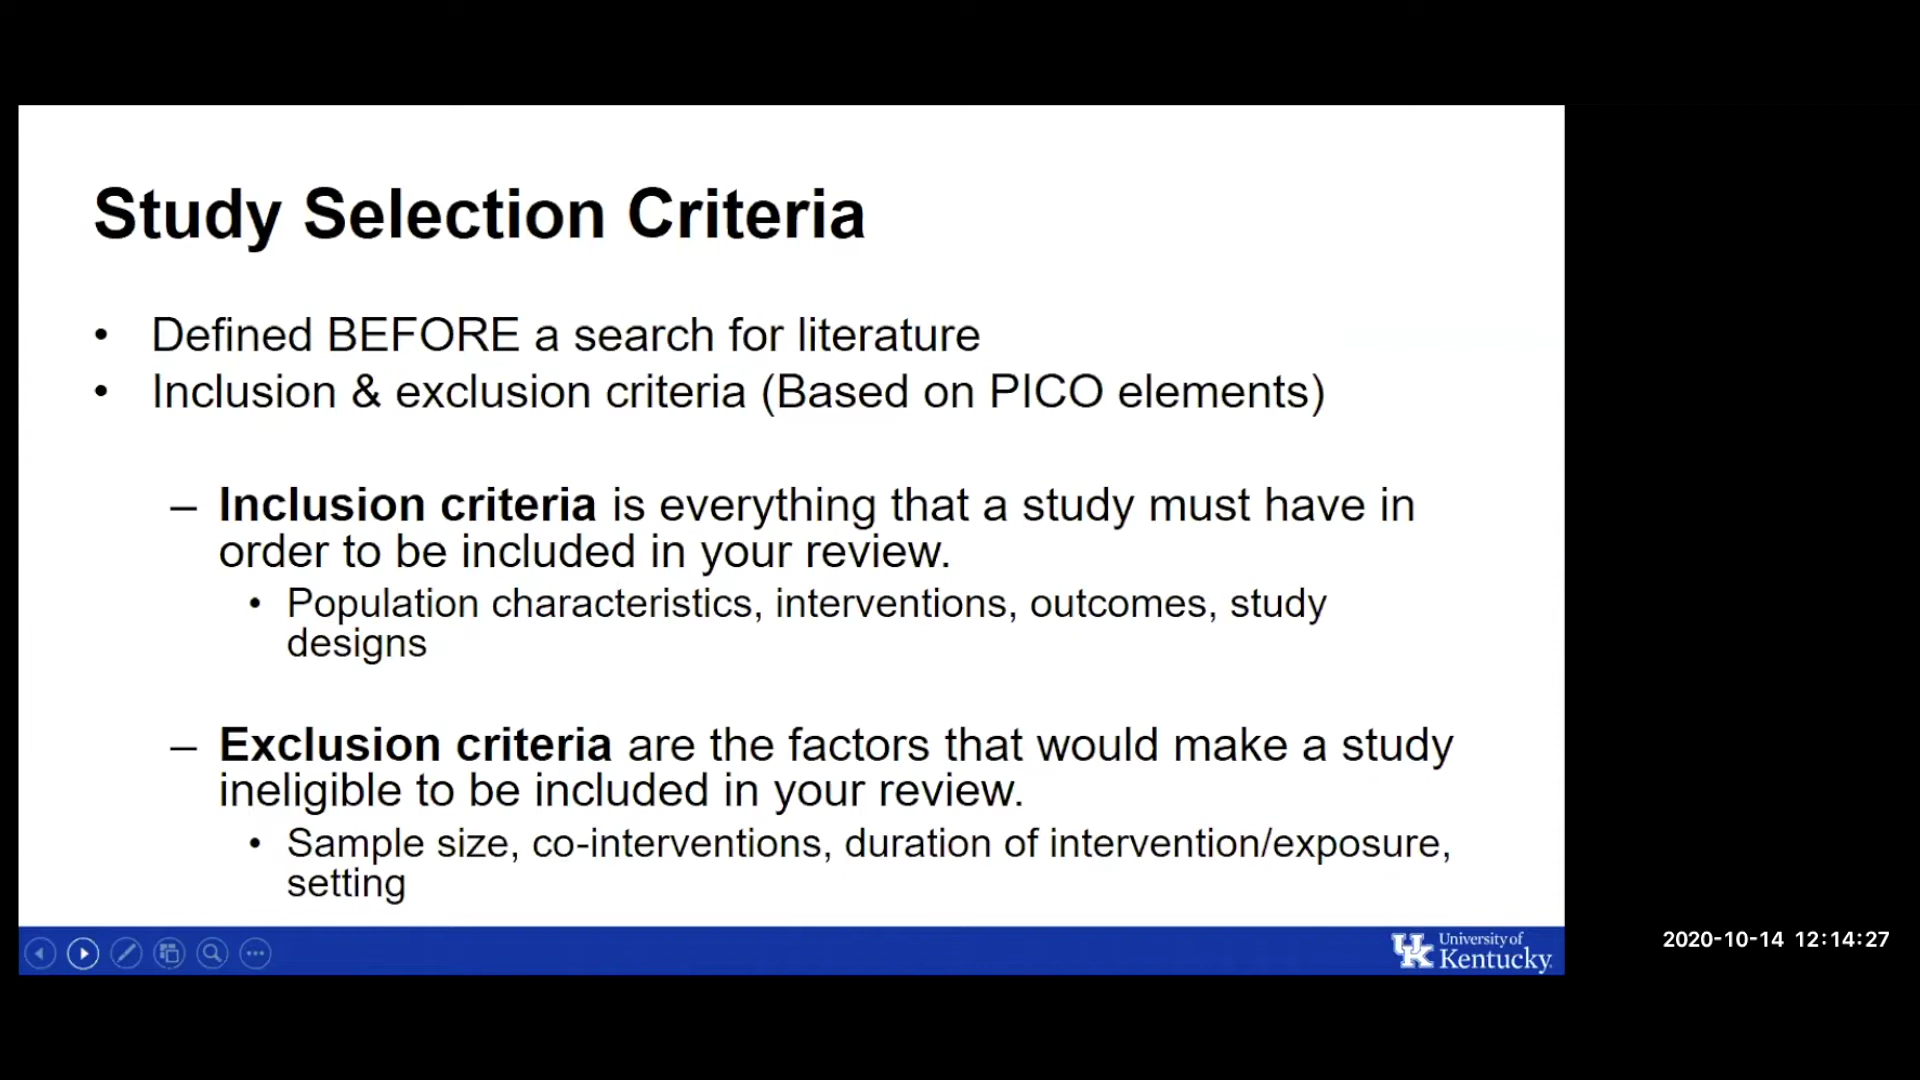 Study Selection Criteria
• Defined BEFORE a search for literature
• Inclusion & exclusion criteria (Based on PICO elements)
– Inclusion criteria is everything that a study must have in
order to be included in your review.
• Population characteristics, interventions, outcomes, study
designs
– Exclusion criteria are the factors that would make a study
ineligible to be included in your review.
• Sample size, co-interventions, duration of intervention/exposure,
setting
UK University of
Kentucky
2020-10-14 12:14:27